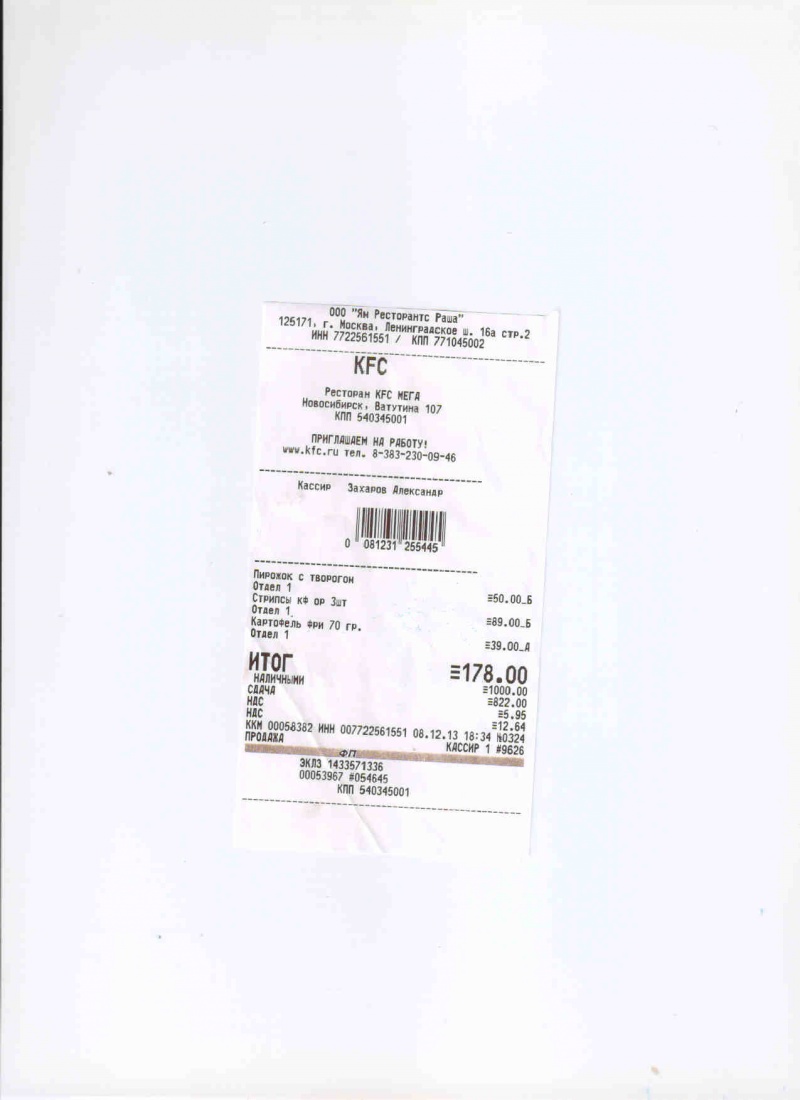 ООО "Ям Ресторантс Раша"
125171, г. Москва, Ленинградское ш. 16а стр.2
ИНН 7722561551 / КПП 771045002
KFC
Ресторан KFC МЕГА
Новосибирск, Ватутина 107
КПП 540345001
ПРИГЛАШАЕМ НА РАБОТУ!
www.kfc.ru тел. 8-383-230-09-46
Кассир Захаров Александр
0 081231 255445
Пирожок с творогом
Отдел 1 ≡50.00_Б
Стрипсы кФ ор 3шт
Отдел 1 ≡89.00_Б
Картофель фри 70 гр.
Отдел 1 ≡39.00_А
ИТОГ ≡178.00
НАЛИЧНЫМИ ≡1000.00
СДАЧА ≡822.00
НДС ≡5.95
НДС ≡12.64
ККМ 00058382 ИНН 007722561551 08.12.13 18:34 №0324
ПРОДАЖА КАССИР 1 #9626
ФП
ЭКЛЗ 1433571336
00053967 #054645
КПП 540345001